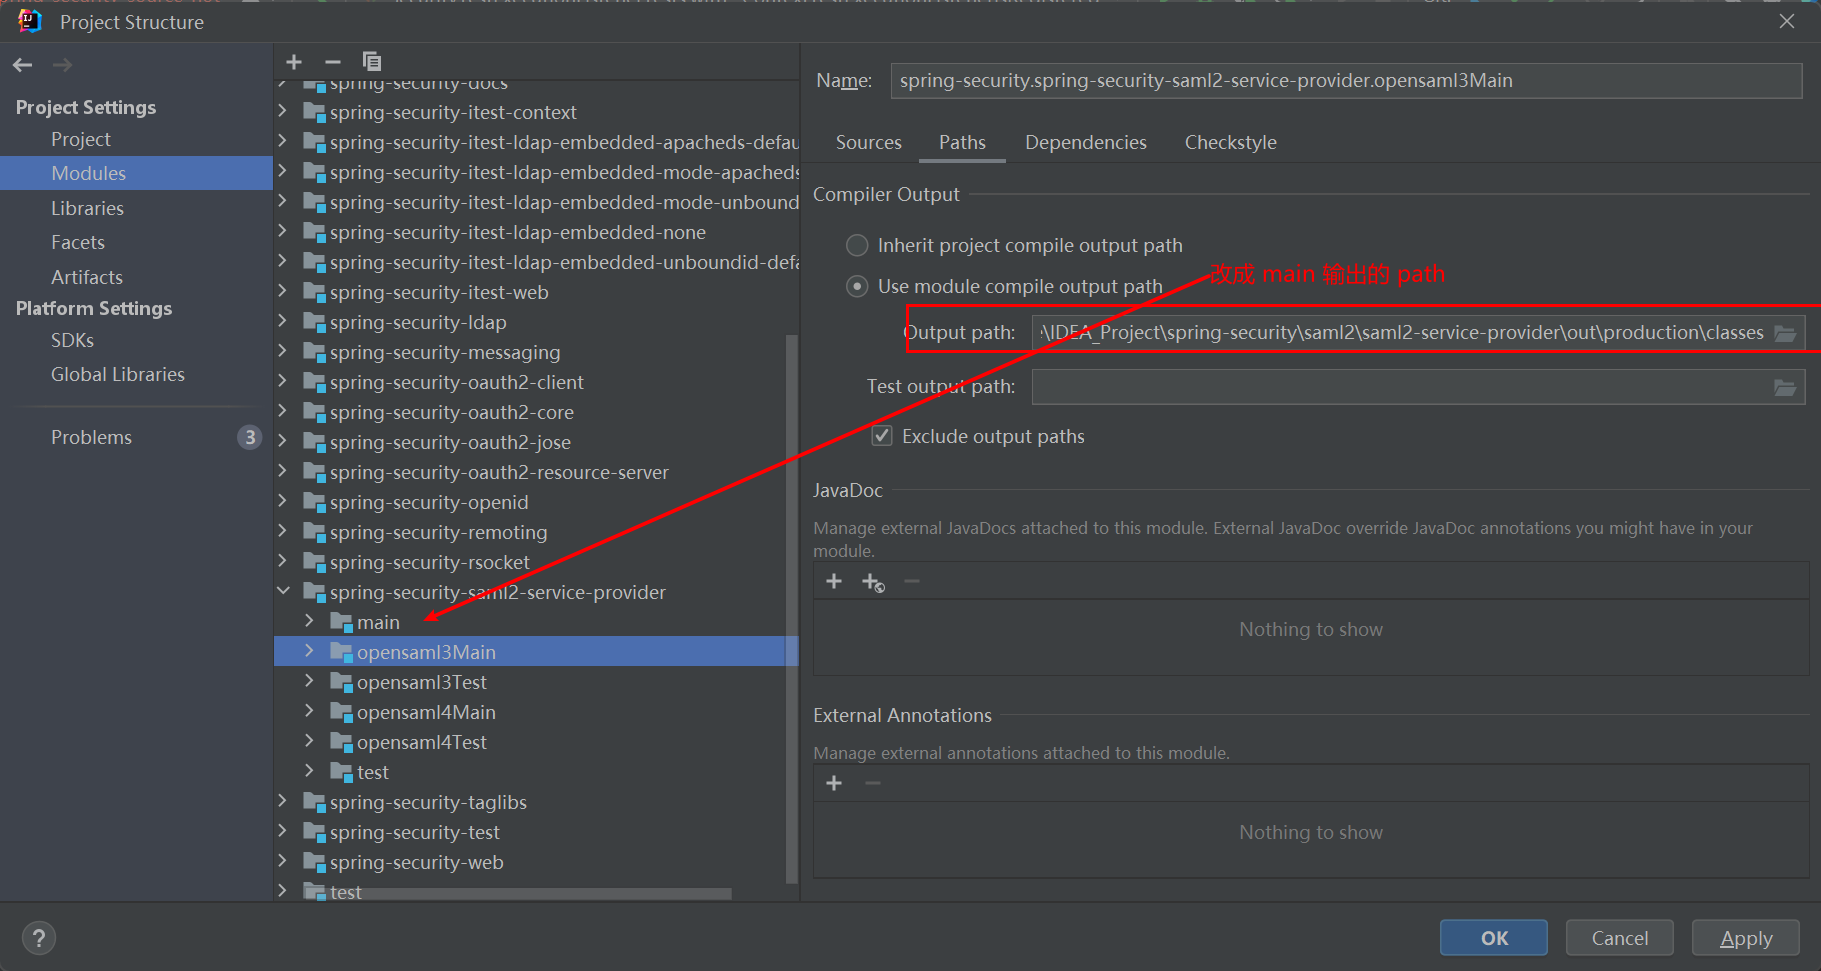 Project Structure
Project Settings
Project
Modules
Libraries
Facets
Artifacts
Platform Settings
SDKs
Global Libraries
Problems
3
spring-security-docs
spring-security-itest-context
spring-security-itest-ldap-embedded-apacheds-defau
spring-security-itest-ldap-embedded-mode-apacheds
spring-security-itest-ldap-embedded-mode-unbound
spring-security-itest-ldap-embedded-none
spring-security-itest-ldap-embedded-unboundid-defa
spring-security-itest-web
spring-security-ldap
spring-security-messaging
spring-security-oauth2-client
spring-security-oauth2-core
spring-security-oauth2-jose
spring-security-oauth2-resource-server
spring-security-openid
spring-security-remoting
spring-security-rsocket
spring-security-saml2-service-provider
main
opensaml3Main
opensaml3Test
opensaml4Main
opensaml4Test
test
spring-security-taglibs
spring-security-test
spring-security-web
test
Name: spring-security.spring-security-saml2-service-provider.opensaml3Main
Sources Paths Dependencies Checkstyle
Compiler Output
Inherit project compile output path
Use module compile output path
改成 main 输出的 path
Output path: \IDEA_Project\spring-security\saml2\saml2-service-provider\out\production\classes
Test output path:
Exclude output paths
JavaDoc
Manage external JavaDocs attached to this module. External JavaDoc override JavaDoc annotations you might have in your
module.
Nothing to show
External Annotations
Manage external annotations attached to this module.
Nothing to show
?
OK Cancel Apply